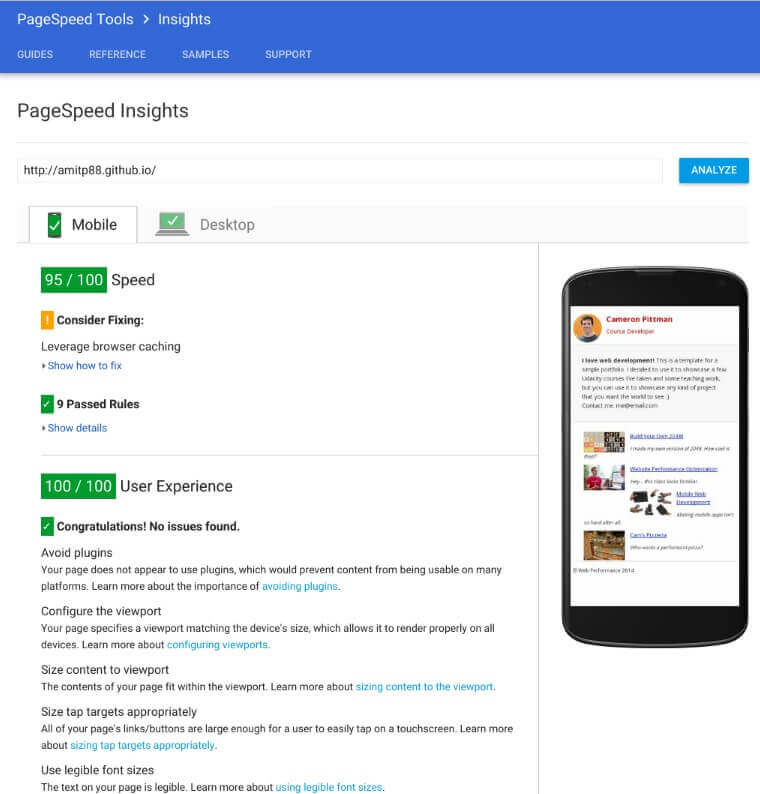 PageSpeed Tools > Insights
GUIDES REFERENCE SAMPLES SUPPORT
PageSpeed Insights
http://amitp88.github.io/
ANALYZE
Mobile
Desktop
95 / 100 Speed
! Consider Fixing:
Leverage browser caching
Show how to fix
9 Passed Rules
Show details
100 / 100 User Experience
Congratulations! No issues found.
Avoid plugins
Your page does not appear to use plugins, which would prevent content from being usable on many
platforms. Learn more about the importance of avoiding plugins.
Configure the viewport
Your page specifies a viewport matching the device's size, which allows it to render properly on all
devices. Learn more about configuring viewports.
Size content to viewport
The contents of your page fit within the viewport. Learn more about sizing content to the viewport.
Size tap targets appropriately
All of your page's links/buttons are large enough for a user to easily tap on a touchscreen. Learn more
about sizing tap targets appropriately.
Use legible font sizes
The text on your page is legible. Learn more about using legible font sizes.
Cameron Pittman
Course Developer
I love web development! This is a template for a
simple portfolio. I decided to use it to showcase a few
Udacity courses I've taken and some teaching work,
but you can use it to showcase any kind of project
that you want the world to see :)
Contact me: me@email.com
Build your Own 2048!
I made my own version of 2048. How cool is
that?!
Website Performance Optimization
Hey... this class looks familiar.
Mobile Web
Development
Making mobile apps isn't
so hard after all.
Cam's Pizzeria
Who wants a performant pizza?
© Web Performance 2014